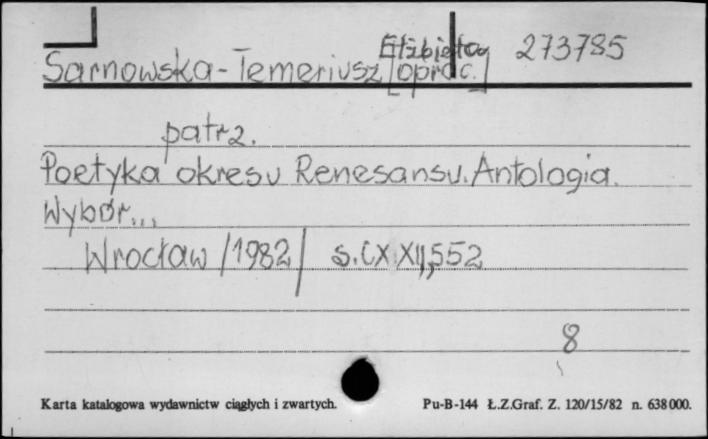 Sarnowska-Temeriusz Elżbieta [oprac.] 273785
patrz.
Poetyka okresu Renesansu. Antologia.
Wybór...
Wrocław /1982/ s. CXXII, 552
8
Karta katalogowa wydawnictw ciągłych i zwartych. Pu-B-144 Ł.Z.Graf. Z. 120/15/82 n. 638000.